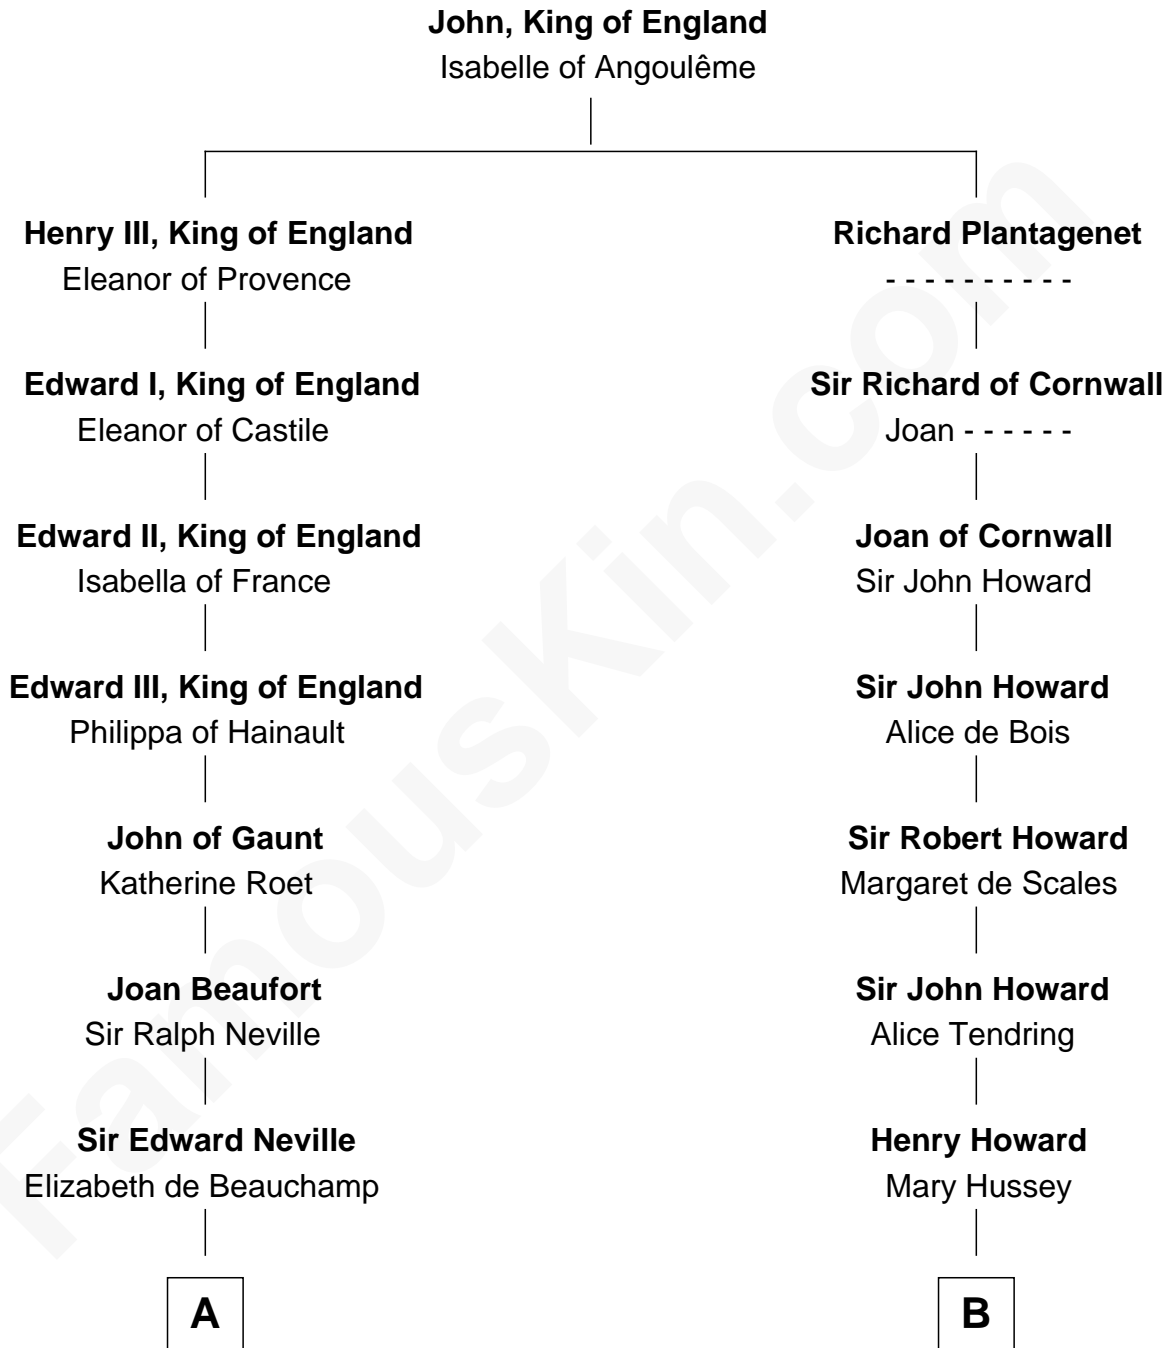 John, King of England
Isabelle of Angoulême
Henry III, King of England
Eleanor of Provence
Richard Plantagenet
- - - - - - - - - -
Edward I, King of England
Eleanor of Castile
Sir Richard of Cornwall
Joan - - - - - -
Edward II, King of England
Isabella of France
Joan of Cornwall
Sir John Howard
Edward III, King of England
Philippa of Hainault
Sir John Howard
Alice de Bois
John of Gaunt
Katherine Roet
Sir Robert Howard
Margaret de Scales
Joan Beaufort
Sir Ralph Neville
Sir John Howard
Alice Tendring
Sir Edward Neville
Elizabeth de Beauchamp
Henry Howard
Mary Hussey
A
B
FamousKin.com